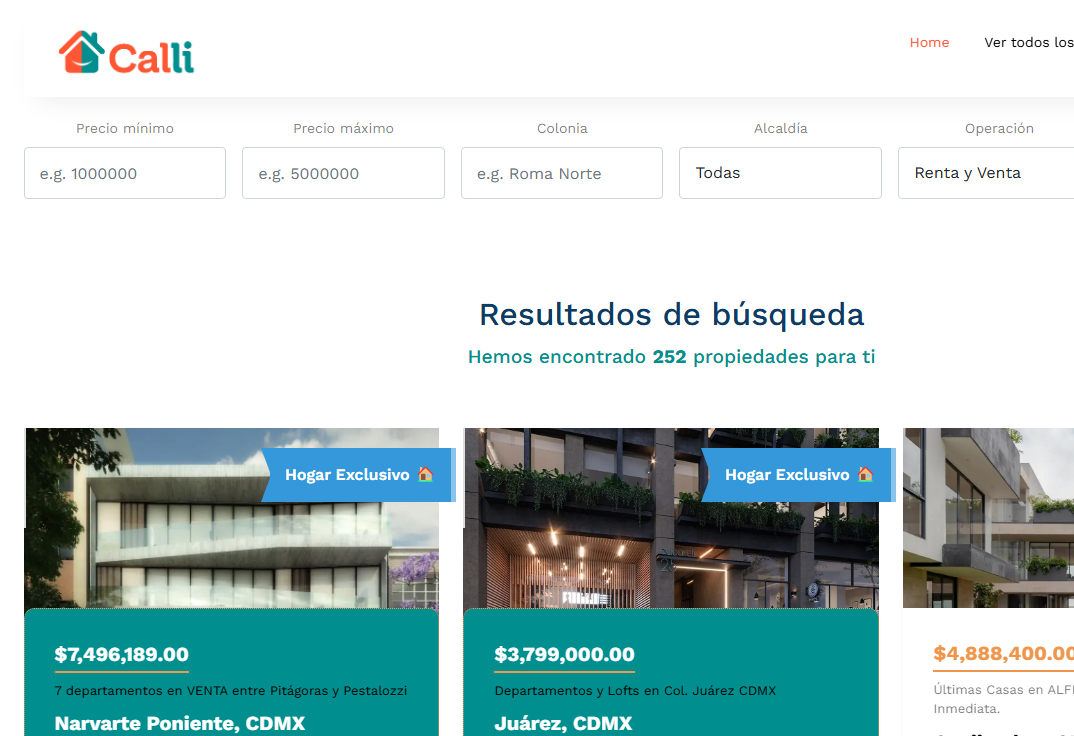 Calli
Home
Ver todos los
Precio mínimo
Precio máximo
Colonia
Alcaldía
Operación
e.g. 1000000
e.g. 5000000
e.g. Roma Norte
Todas
Renta y Venta
Resultados de búsqueda
Hemos encontrado 252 propiedades para ti
Hogar Exclusivo 🏠
Hogar Exclusivo 🏠
$7,496,189.00
7 departamentos en VENTA entre Pitágoras y Pestalozzi
Narvarte Poniente, CDMX
$3,799,000.00
Departamentos y Lofts en Col. Juárez CDMX
Juárez, CDMX
$4,888,400.00
Últimas Casas en
Inmediata.